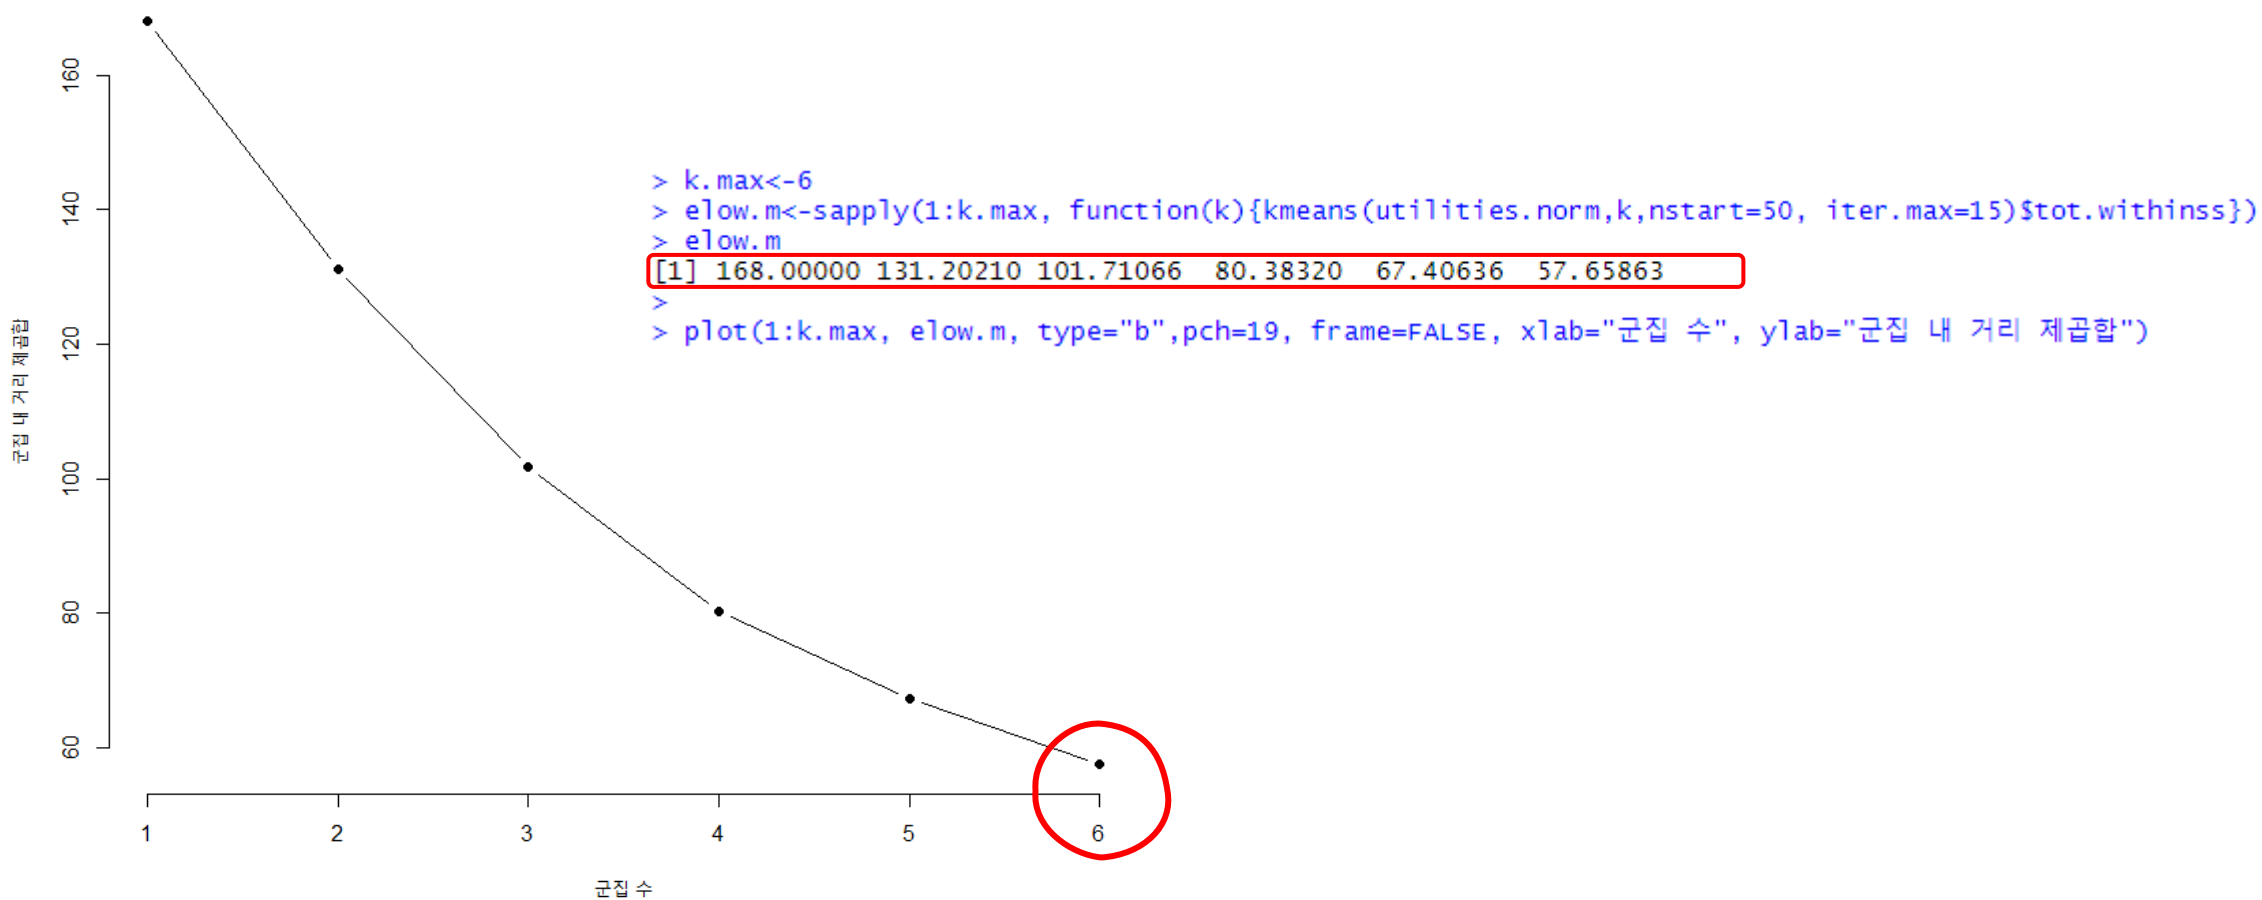 160
140
120
100
80
60
군집 내 거리 제곱합
> k.max<-6
> elow.m<-sapply(1:k.max, function(k){kmeans(utilities.norm,k,nstart=50, iter.max=15)$tot.withinss})
> elow.m
[1] 168.00000 131.20210 101.71066 80.38320 67.40636 57.65863
>
> plot(1:k.max, elow.m, type="b",pch=19, frame=FALSE, xlab="군집 수", ylab="군집 내 거리 제곱합")
1 2 3 4 5 6
군집 수